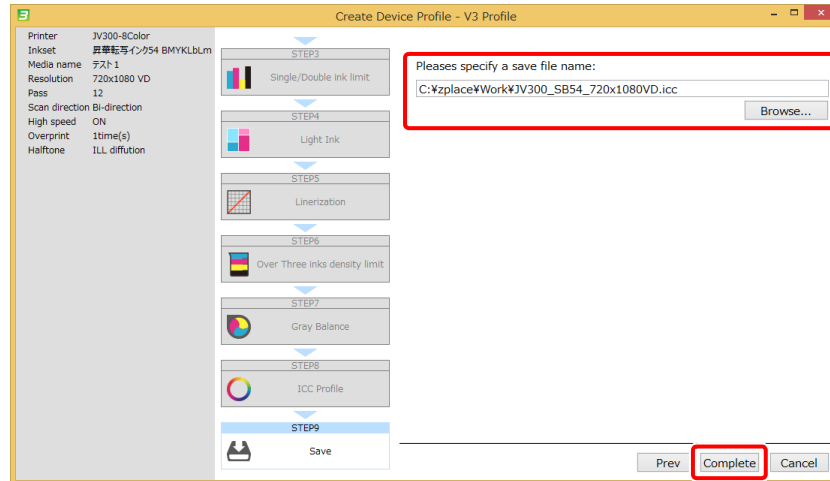 Create Device Profile - V3 Profile
Printer JV300-8Color
Inkset 昇華転写インク54 BMYKLbLm
Media name テスト1
Resolution 720x1080 VD
Pass 12
Scan direction Bi-direction
High speed ON
Overprint 1time(s)
Halftone ILL diffution
STEP3
Single/Double ink limit
STEP4
Light Ink
STEP5
Linerization
STEP6
Over Three inks density limit
STEP7
Gray Balance
STEP8
ICC Profile
STEP9
Save
Pleases specify a save file name:
C:¥zplace¥Work¥JV300_SB54_720x1080VD.icc
Browse...
Prev Complete Cancel